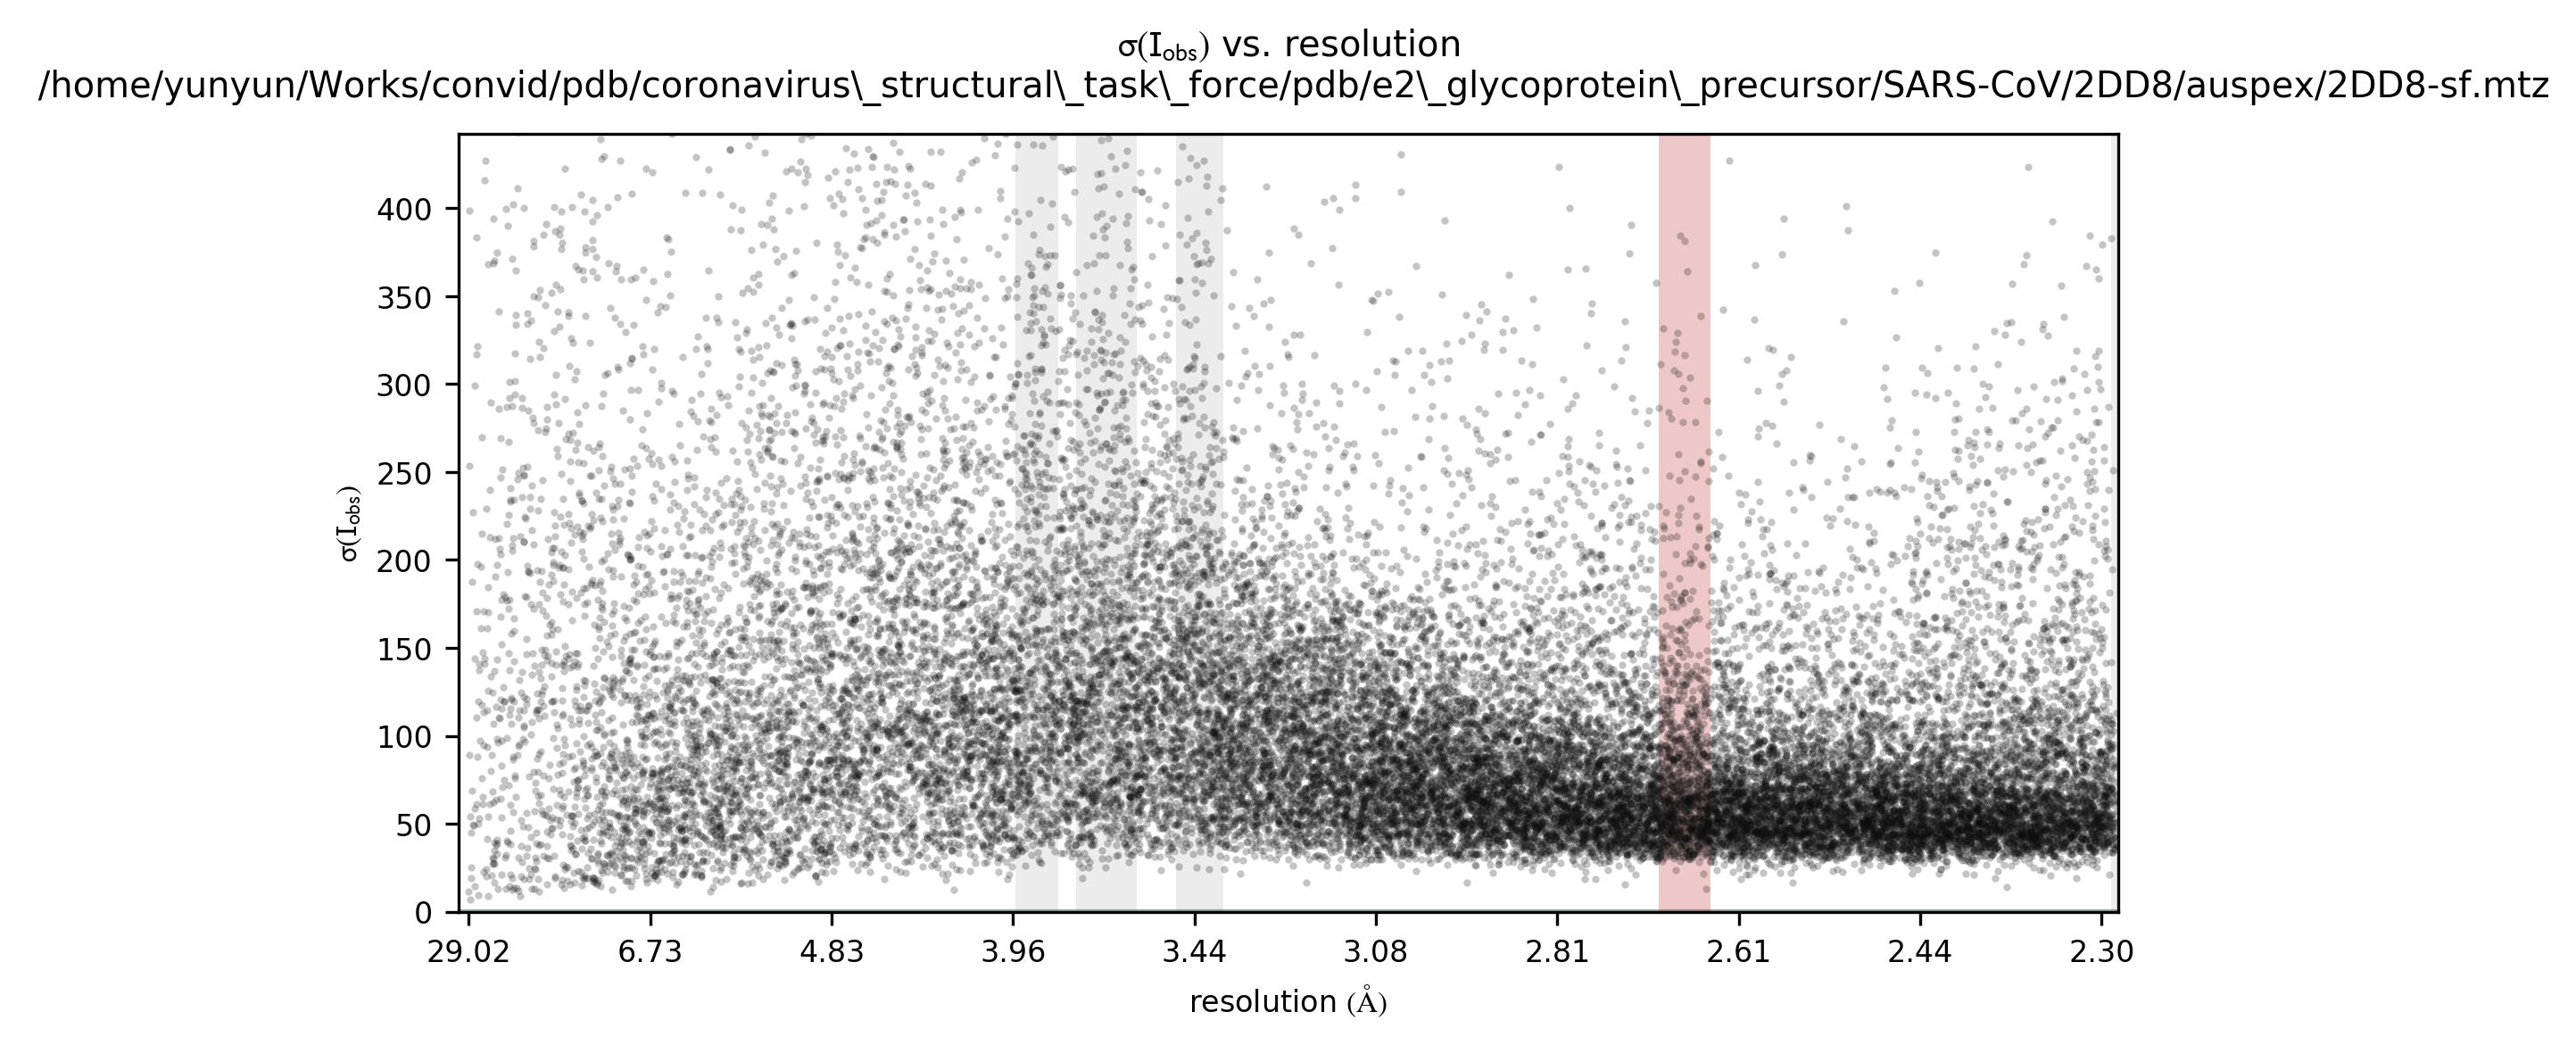 σ(I_obs) vs. resolution
/home/yunyun/Works/convid/pdb/coronavirus\_structural\_task\_force/pdb/e2\_glycoprotein\_precursor/SARS-CoV/2DD8/auspex/2DD8-sf.mtz
400
350
300
250
200
150
100
50
0
σ(I_obs)
29.02 6.73 4.83 3.96 3.44 3.08 2.81 2.61 2.44 2.30
resolution (Å)